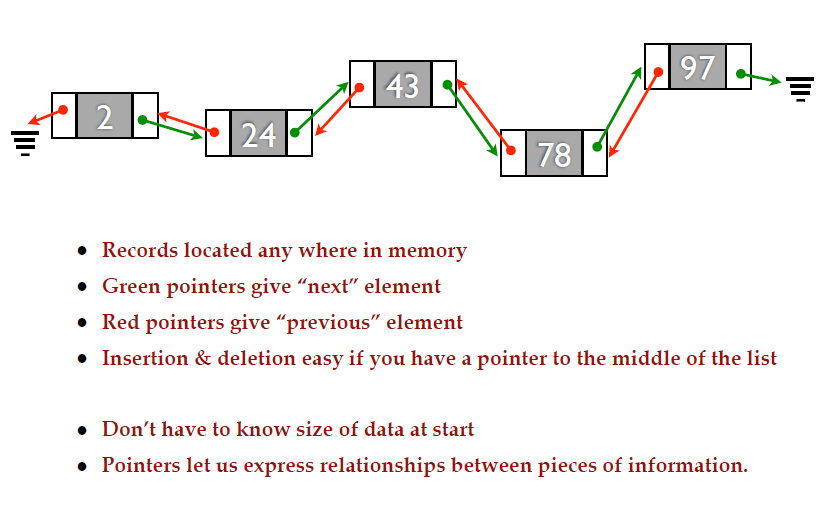 2
24
43
78
97
● Records located any where in memory
● Green pointers give “next” element
● Red pointers give “previous” element
● Insertion & deletion easy if you have a pointer to the middle of the list
● Don’t have to know size of data at start
● Pointers let us express relationships between pieces of information.